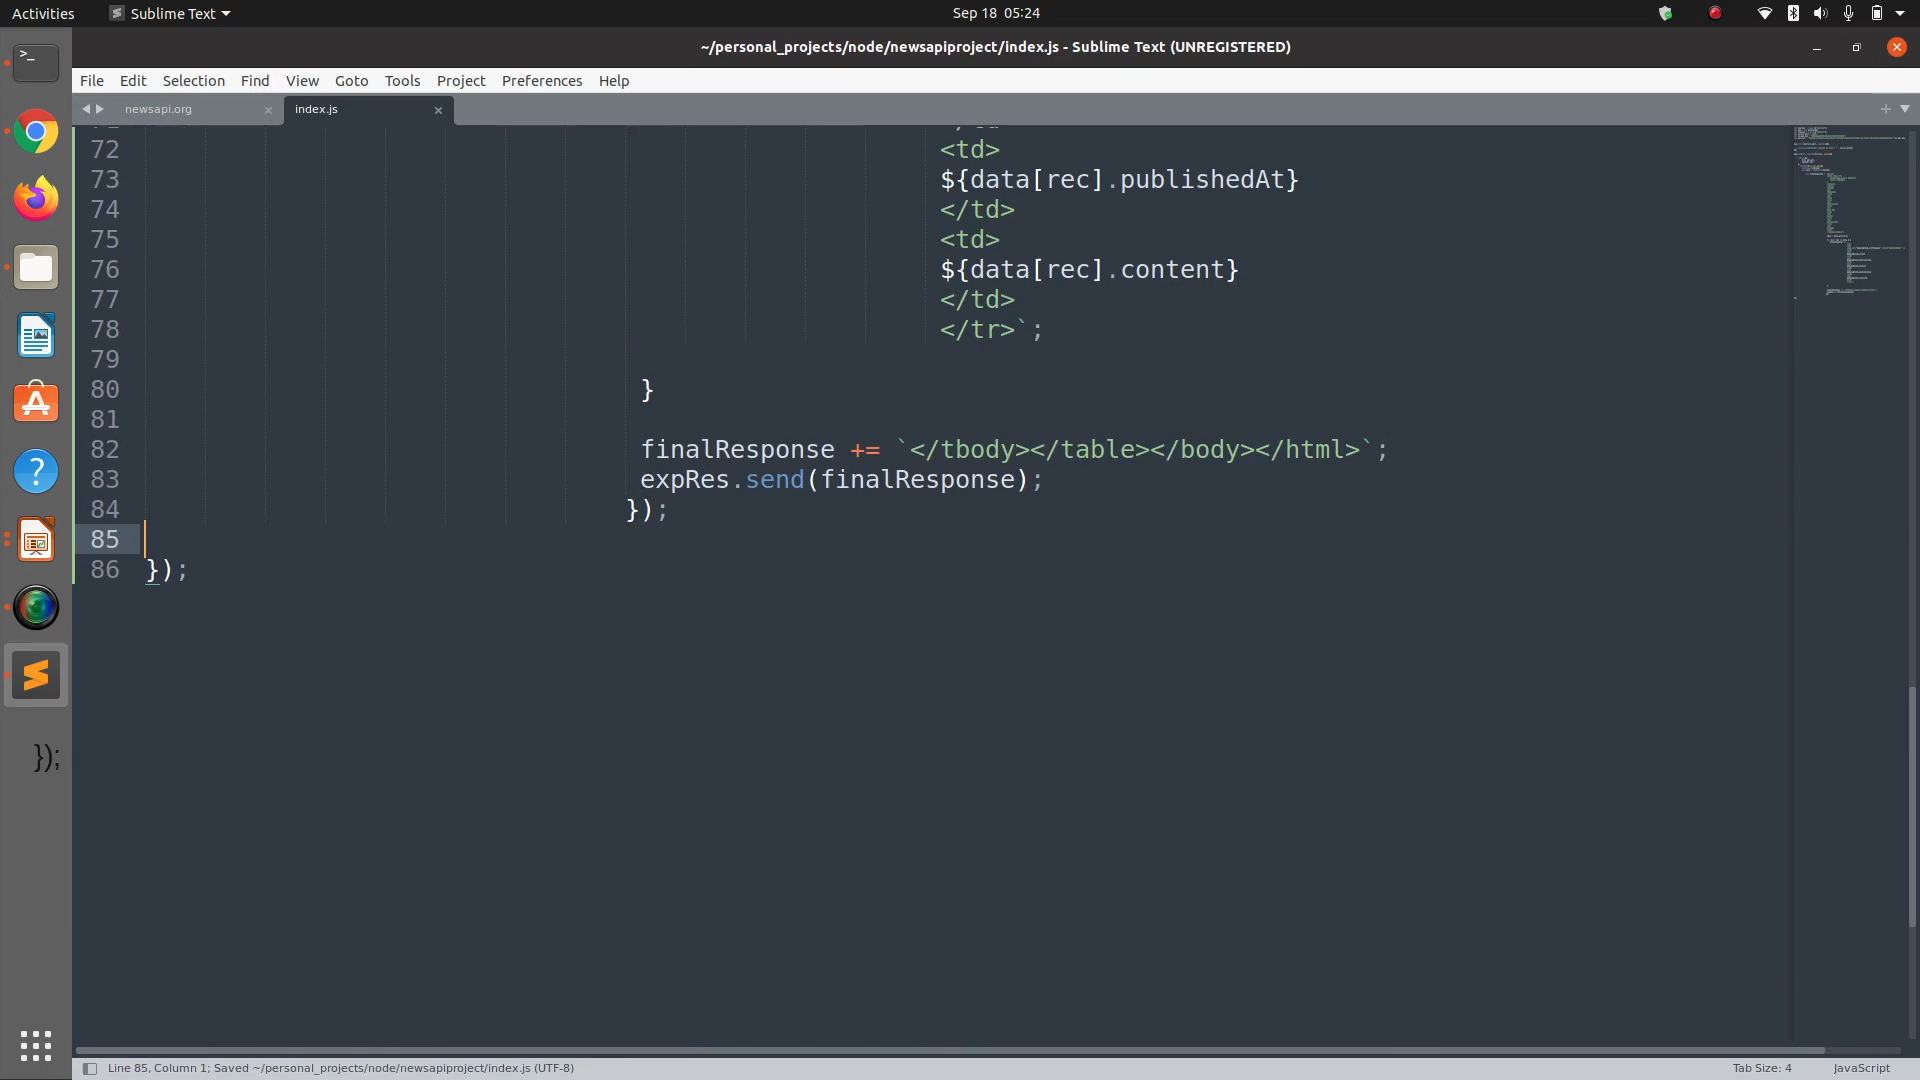 Activities
Sublime Text
Sep 18 05:24
~/personal_projects/node/newsapiproject/index.js - Sublime Text (UNREGISTERED)
File Edit Selection Find View Goto Tools Project Preferences Help
newsapi.org
index.js
72 <td>
73 ${data[rec].publishedAt}
74 </td>
75 <td>
76 ${data[rec].content}
77 </td>
78 </tr>`;
79
80 }
81
82 finalResponse += `</tbody></table></body></html>`;
83 expRes.send(finalResponse);
84 });
85
86 });
});
Line 85, Column 1; Saved ~/personal_projects/node/newsapiproject/index.js (UTF-8)
Tab Size: 4
JavaScript